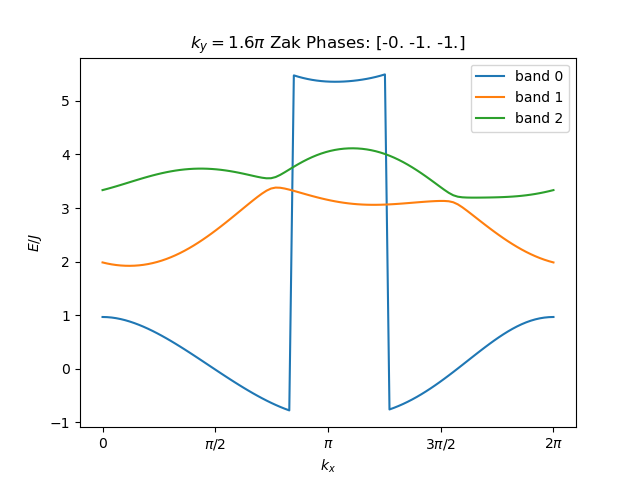 $k_y = 1.6\pi$ Zak Phases: [-0. -1. -1.]
band 0
band 1
band 2
E/J
5
4
3
2
1
0
−1
0
π/2
π
3π/2
2π
$k_x$